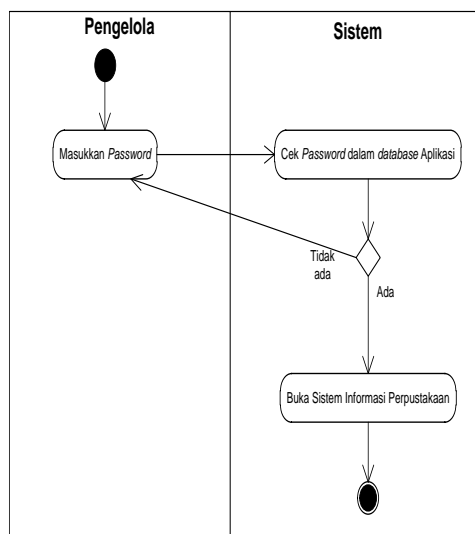 Pengelola
Sistem
Masukkan Password
Cek Password dalam database Aplikasi
Tidak
ada
Ada
Buka Sistem Informasi Perpustakaan